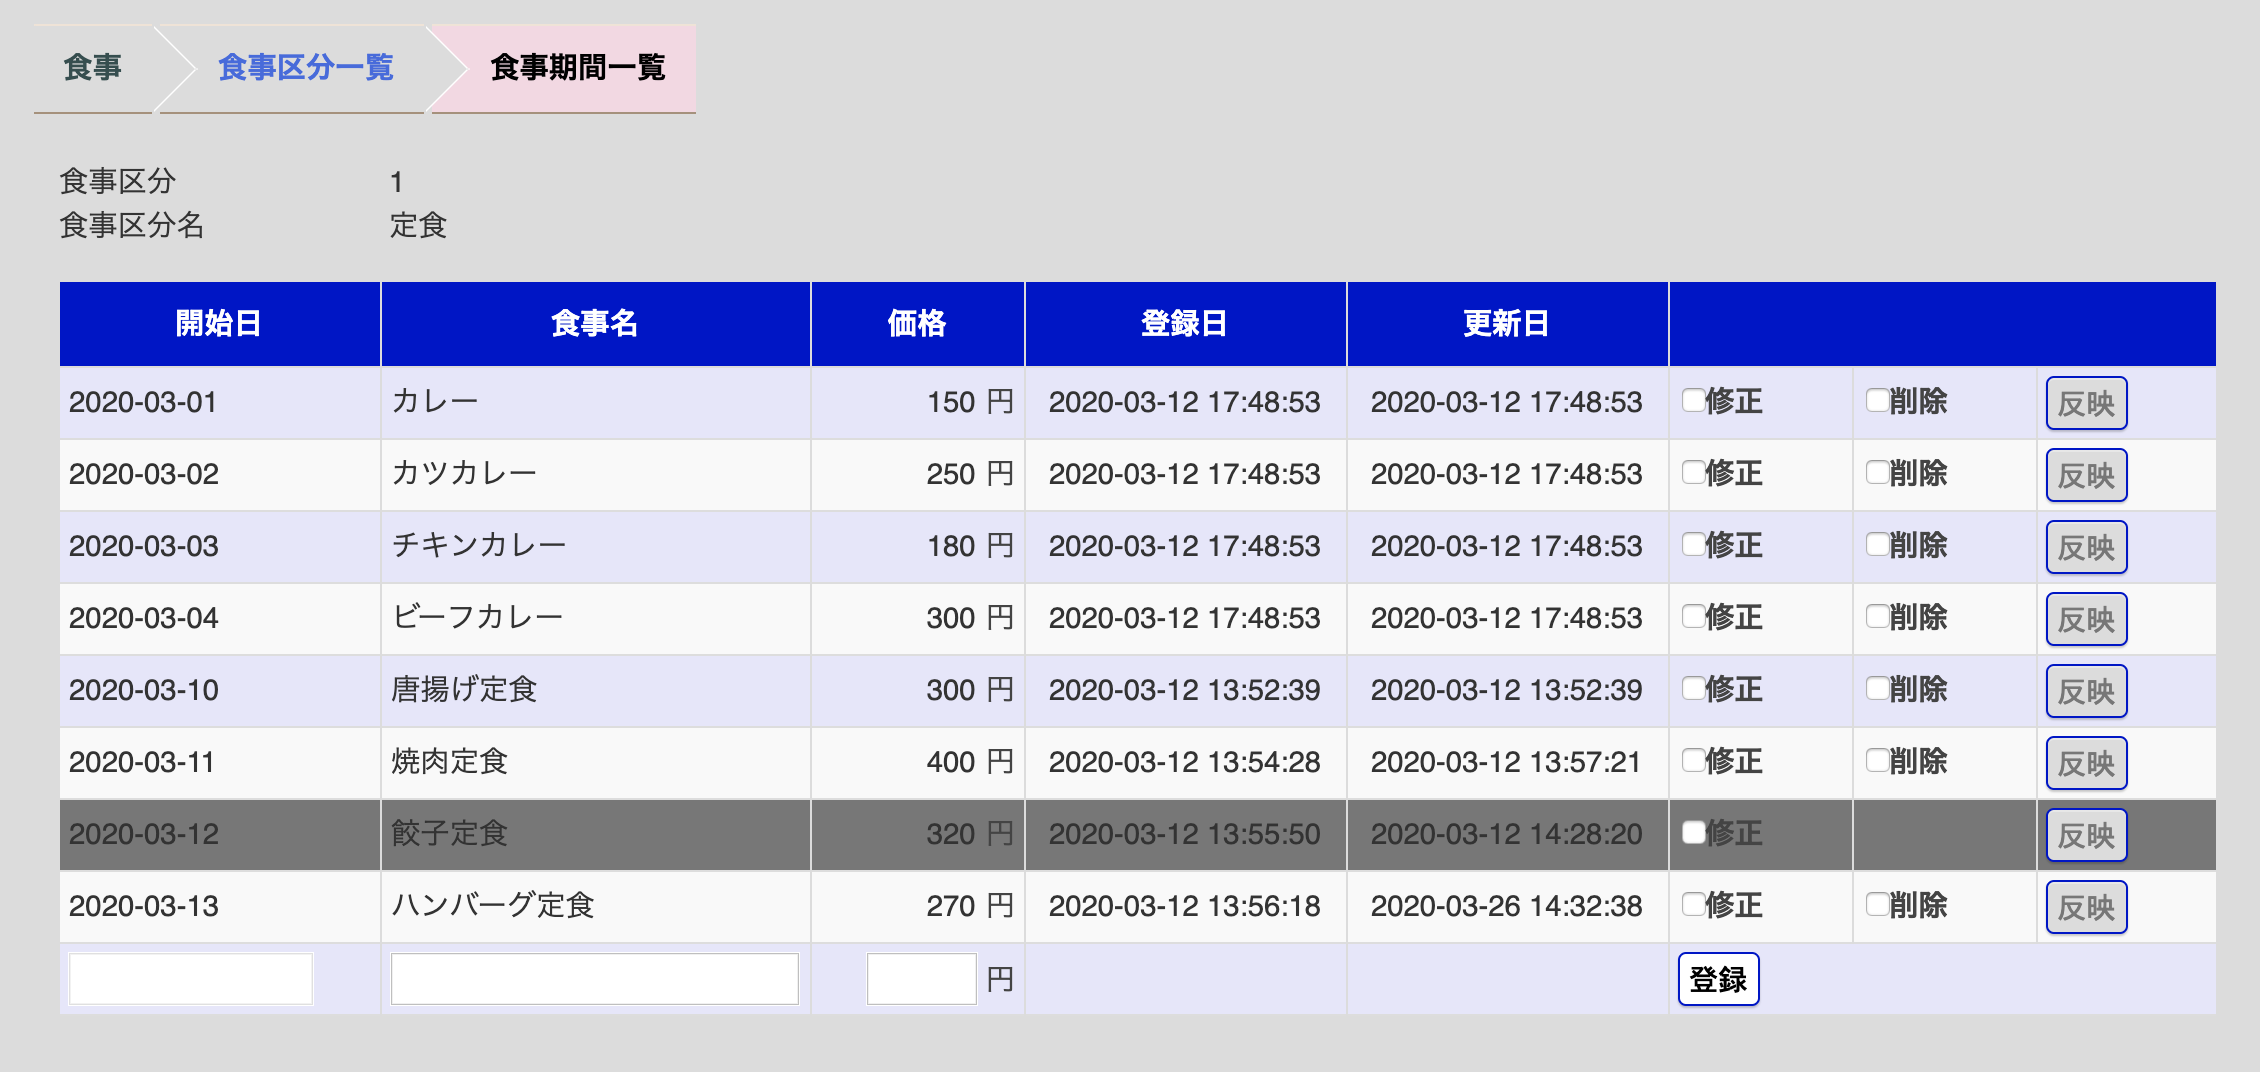 食事 食事区分一覧 食事期間一覧
食事区分 1
食事区分名 定食
開始日 食事名 価格 登録日 更新日
2020-03-01 カレー 150 円 2020-03-12 17:48:53 2020-03-12 17:48:53 修正 削除 反映
2020-03-02 カツカレー 250 円 2020-03-12 17:48:53 2020-03-12 17:48:53 修正 削除 反映
2020-03-03 チキンカレー 180 円 2020-03-12 17:48:53 2020-03-12 17:48:53 修正 削除 反映
2020-03-04 ビーフカレー 300 円 2020-03-12 17:48:53 2020-03-12 17:48:53 修正 削除 反映
2020-03-10 唐揚げ定食 300 円 2020-03-12 13:52:39 2020-03-12 13:52:39 修正 削除 反映
2020-03-11 焼肉定食 400 円 2020-03-12 13:54:28 2020-03-12 13:57:21 修正 削除 反映
2020-03-12 餃子定食 320 円 2020-03-12 13:55:50 2020-03-12 14:28:20 修正 反映
2020-03-13 ハンバーグ定食 270 円 2020-03-12 13:56:18 2020-03-26 14:32:38 修正 削除 反映
円 登録